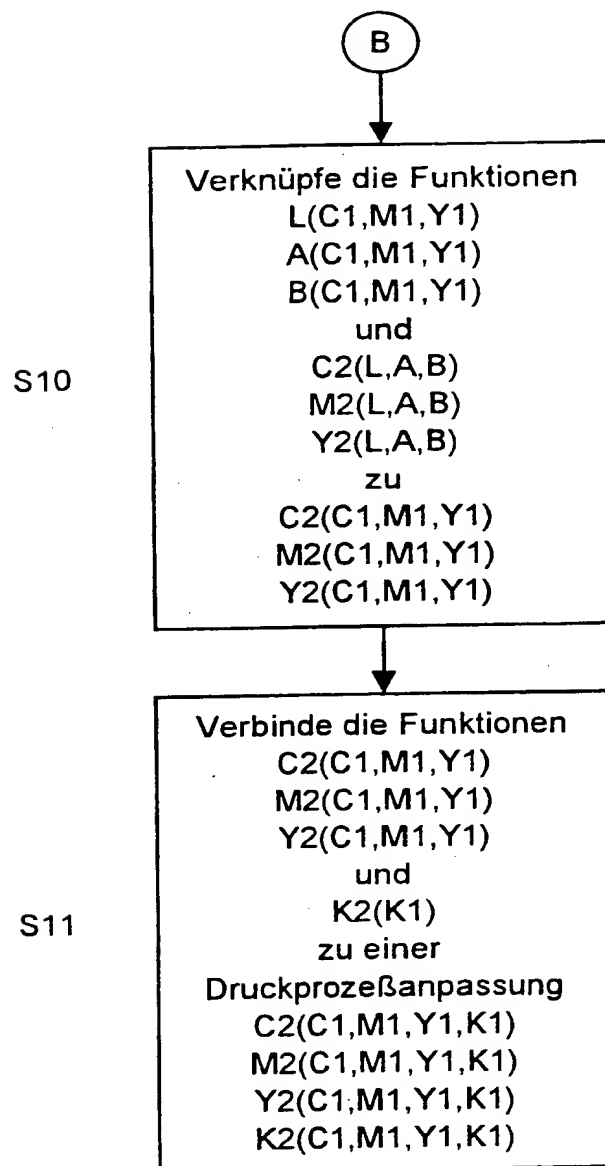 B
Verknüpfe die Funktionen
L(C1,M1,Y1)
A(C1,M1,Y1)
B(C1,M1,Y1)
und
S10
C2(L,A,B)
M2(L,A,B)
Y2(L,A,B)
zu
C2(C1,M1,Y1)
M2(C1,M1,Y1)
Y2(C1,M1,Y1)
Verbinde die Funktionen
C2(C1,M1,Y1)
M2(C1,M1,Y1)
Y2(C1,M1,Y1)
und
S11
K2(K1)
zu einer
Druckprozeßanpassung
C2(C1,M1,Y1,K1)
M2(C1,M1,Y1,K1)
Y2(C1,M1,Y1,K1)
K2(C1,M1,Y1,K1)